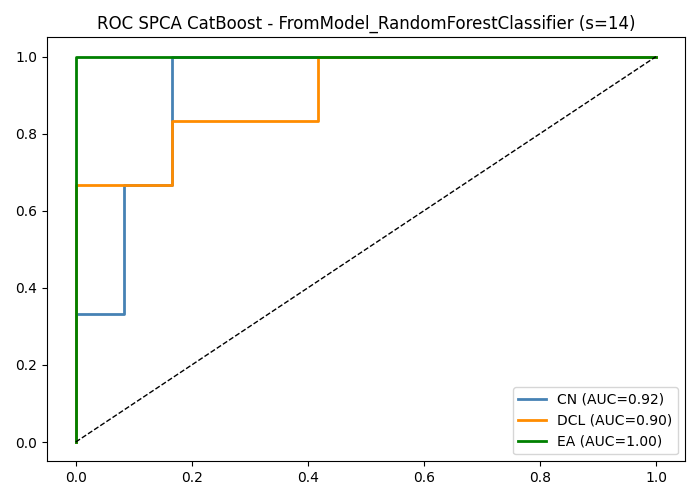 ROC SPCA CatBoost - FromModel_RandomForestClassifier (s=14)
1.0
0.8
0.6
0.4
0.2
0.0
0.0 0.2 0.4 0.6 0.8 1.0
CN (AUC=0.92)
DCL (AUC=0.90)
EA (AUC=1.00)